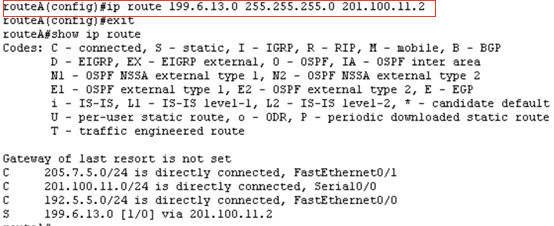 routeA(config)#ip route 199.6.13.0 255.255.255.0 201.100.11.2
routeA(config)#exit
routeA#show ip route
Codes: C - connected, S - static, I - IGRP, R - RIP, M - mobile, B - BGP
D - EIGRP, EX - EIGRP external, O - OSPF, IA - OSPF inter area
N1 - OSPF NSSA external type 1, N2 - OSPF NSSA external type 2
E1 - OSPF external type 1, E2 - OSPF external type 2, E - EGP
i - IS-IS, L1 - IS-IS level-1, L2 - IS-IS level-2, * - candidate default
U - per-user static route, o - ODR, P - periodic downloaded static route
T - traffic engineered route
Gateway of last resort is not set
C 205.7.5.0/24 is directly connected, FastEthernet0/1
C 201.100.11.0/24 is directly connected, Serial0/0
C 192.5.5.0/24 is directly connected, FastEthernet0/0
S 199.6.13.0 [1/0] via 201.100.11.2